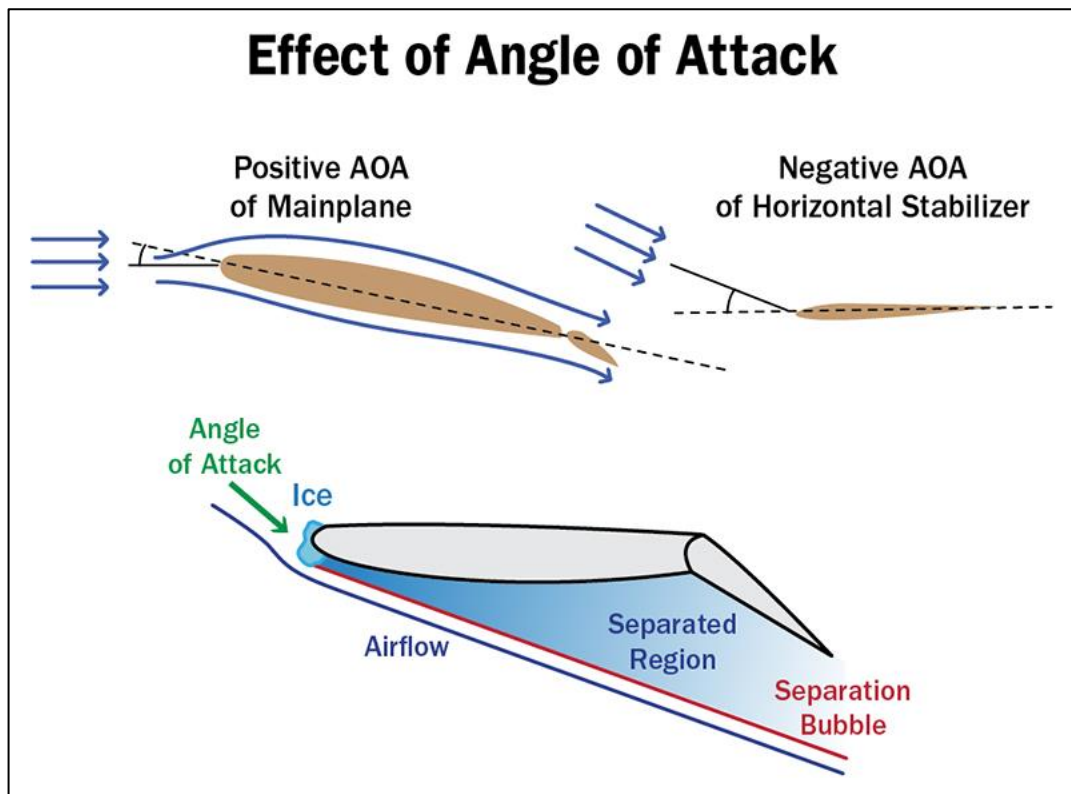 Effect of Angle of Attack
Positive AOA
of Mainplane
Negative AOA
of Horizontal Stabilizer
Angle
of Attack
Ice
Airflow
Separated
Region
Separation
Bubble